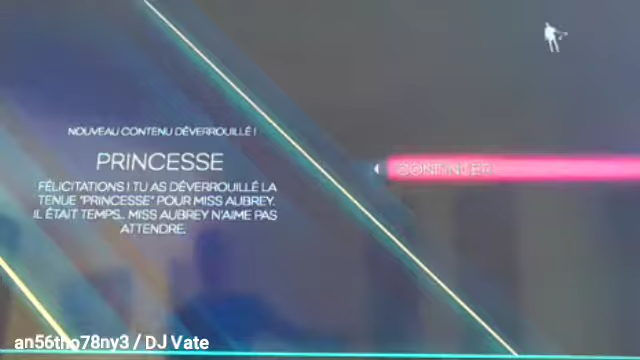 NOUVEAU CONTENU DÉVERROUILLÉ !
PRINCESSE
FÉLICITATIONS ! TU AS DÉVERROUILLÉ LA
TENUE "PRINCESSE" POUR MISS AUBREY.
IL ÉTAIT TEMPS... MISS AUBREY N'AIME PAS
ATTENDRE.
CONTINUER
an56tho78ny3 / DJ Vate